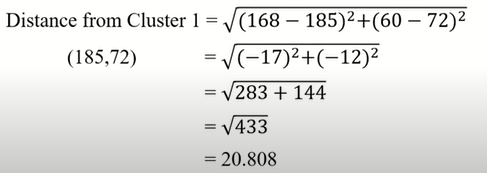 Distance from Cluster 1 = √(168 − 185)²+(60 − 72)²
(185,72) = √(−17)²+(−12)²
= √283 + 144
= √433
= 20.808